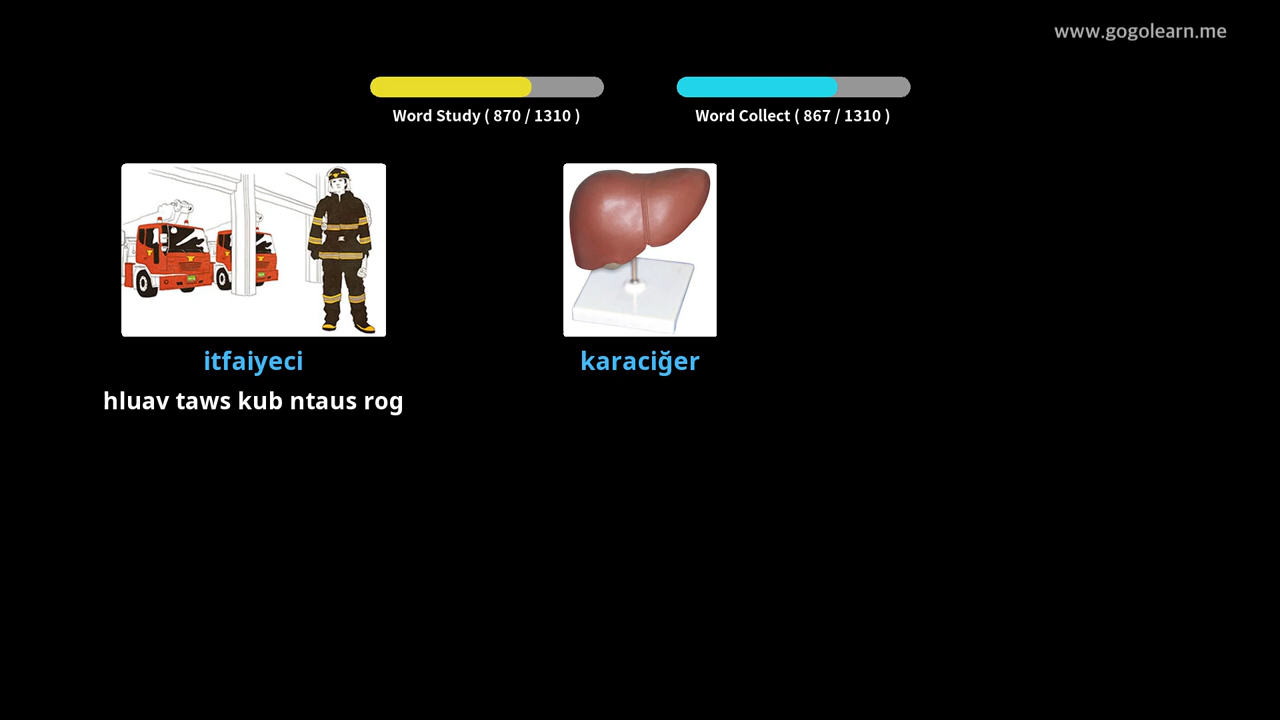 www.gogolearn.me
Word Study ( 870 / 1310 )
Word Collect ( 867 / 1310 )
itfaiyeci
hluav taws kub ntaus rog
karaciğer